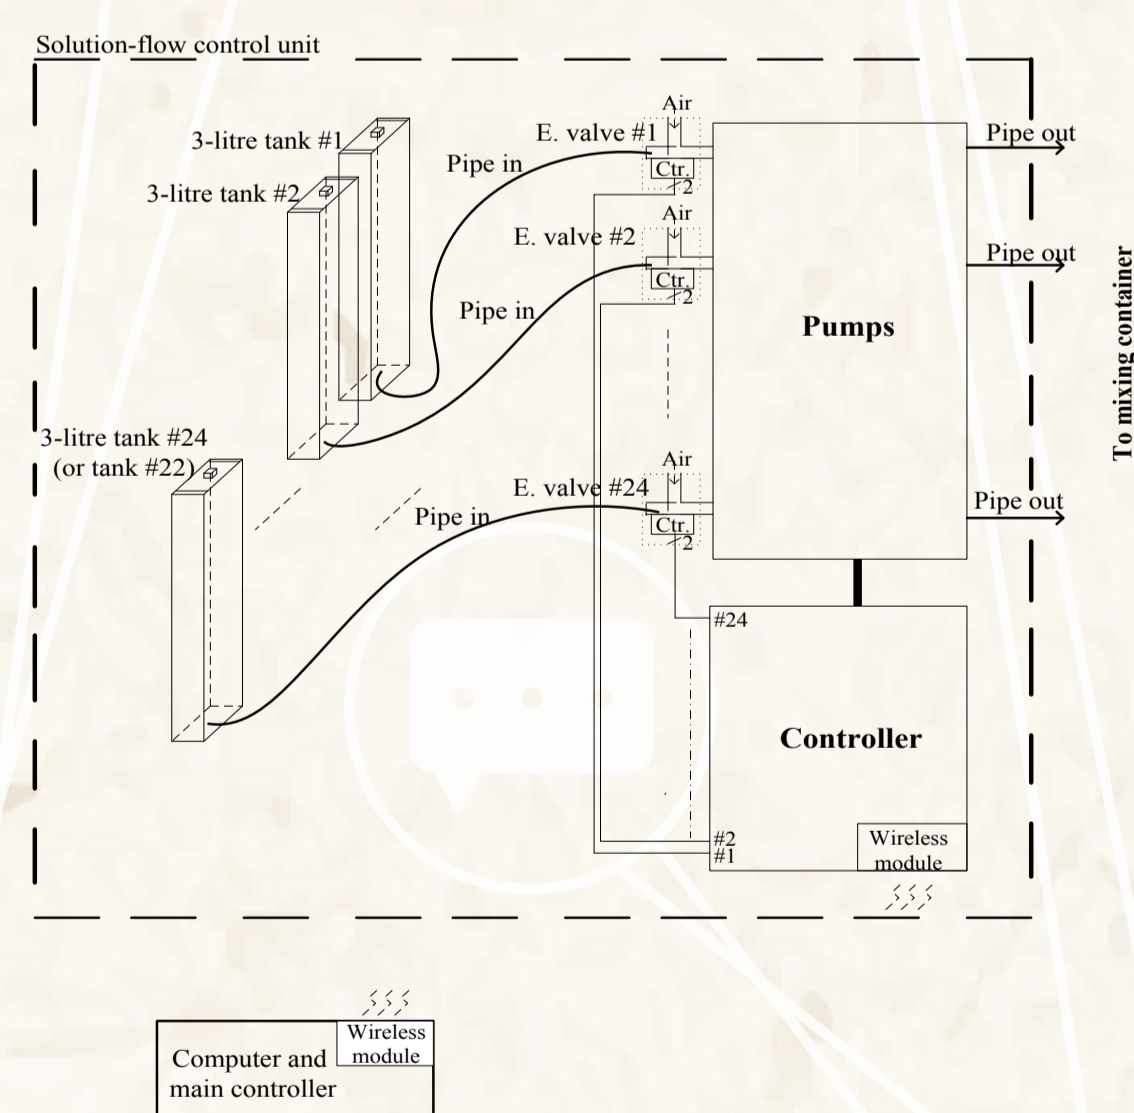 Solution-flow control unit
Air
3-litre tank #1
E. valve #1
Pipe out
Pipe in
Ctr.
2
3-litre tank #2
Air
E. valve #2
Pipe out
Ctr.
2
Pipe in
Pumps
To mixing container
3-litre tank #24
(or tank #22)
Air
E. valve #24
Pipe out
Pipe in
Ctr.
2
#24
Controller
#2
#1
Wireless
module
Wireless
module
Computer and
main controller